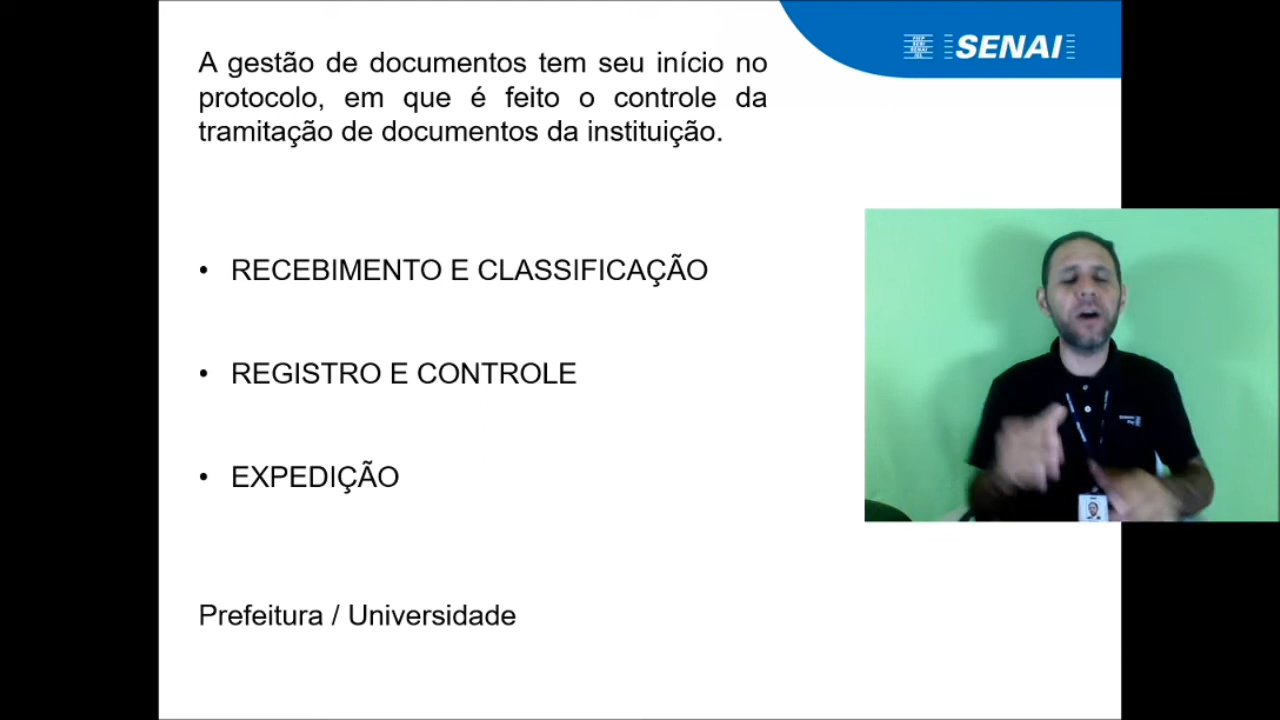 A gestão de documentos tem seu início no
protocolo, em que é feito o controle da
tramitação de documentos da instituição.
SENAI
• RECEBIMENTO E CLASSIFICAÇÃO
• REGISTRO E CONTROLE
• EXPEDIÇÃO
Prefeitura / Universidade